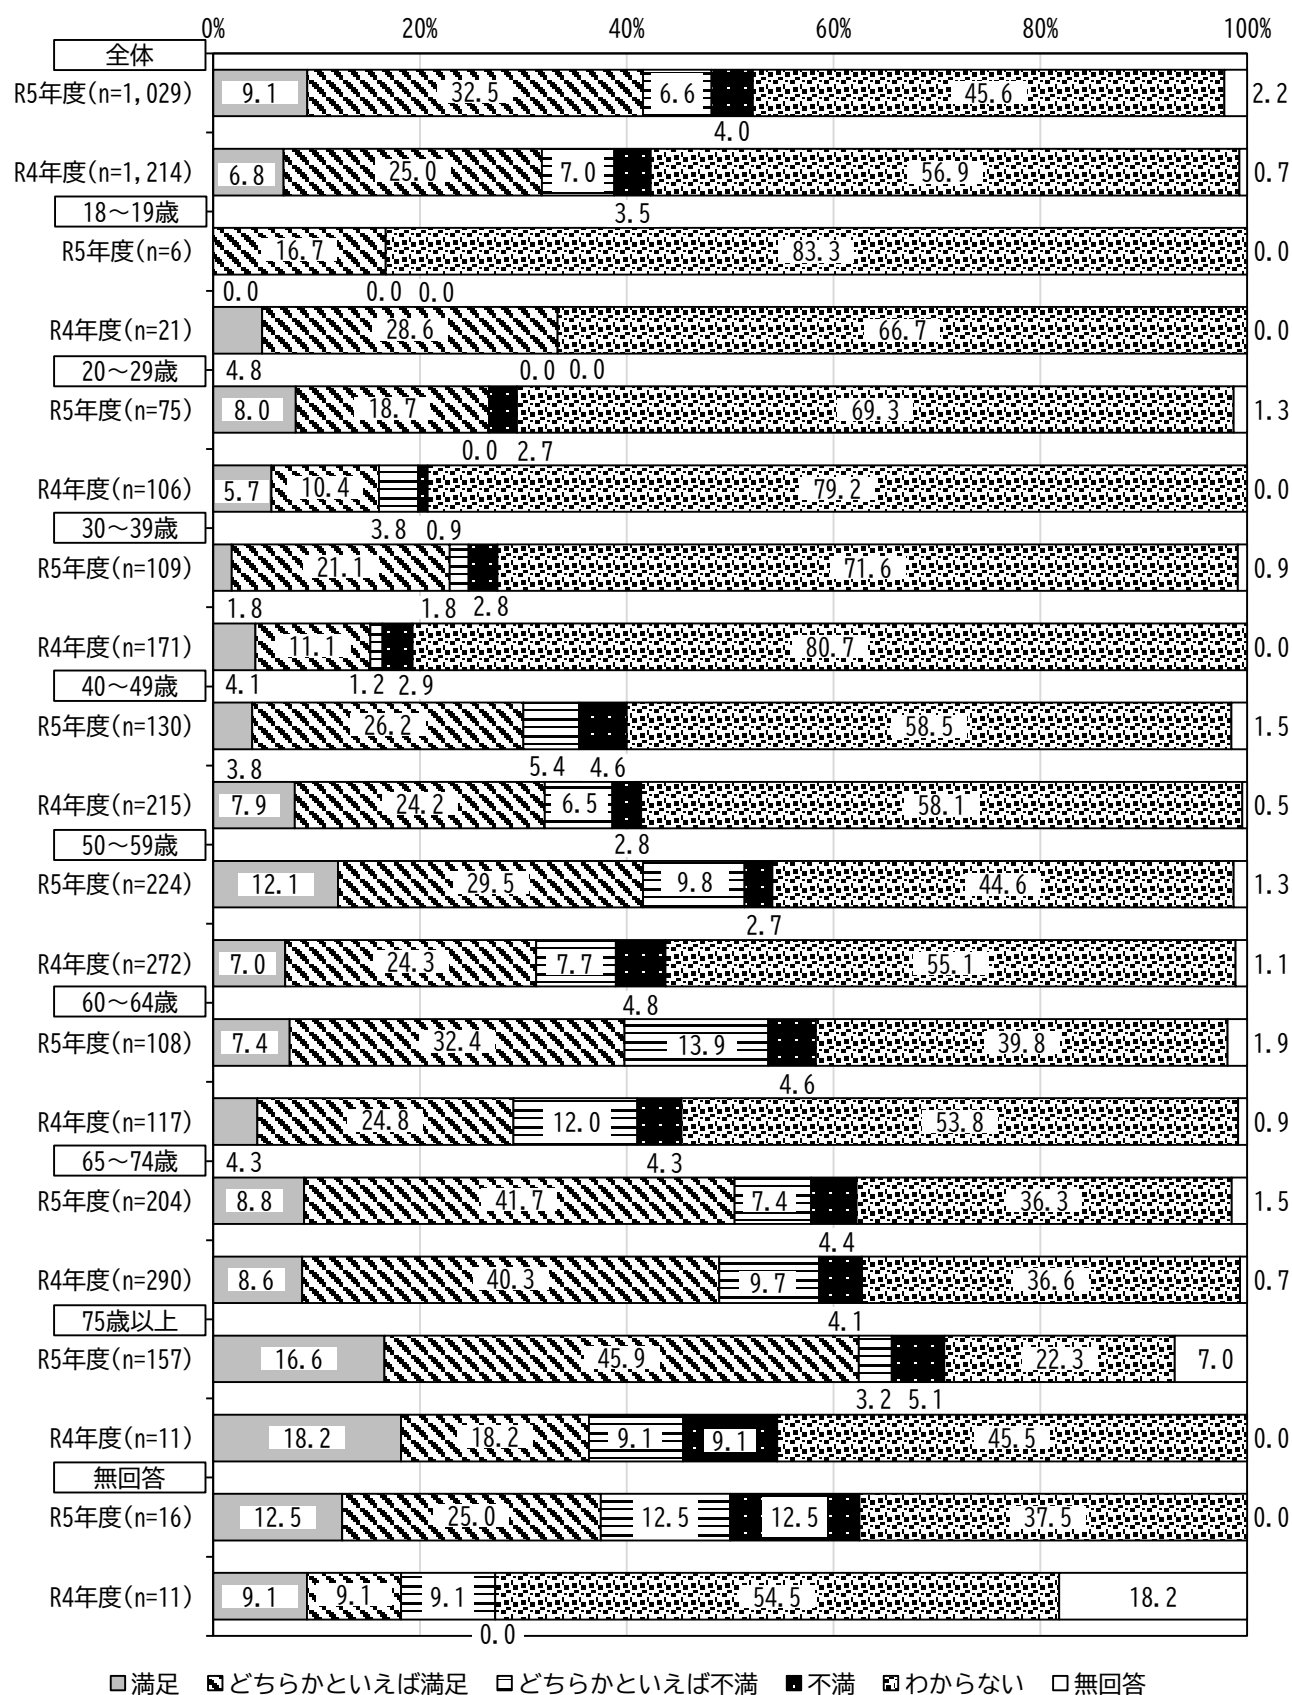 0% 20% 40% 60% 80% 100%
全体
R5年度(n=1,029) 9.1 32.5 6.6 45.6 2.2
4.0
R4年度(n=1,214) 6.8 25.0 7.0 56.9 0.7
18～19歳 3.5
R5年度(n=6) 16.7 83.3 0.0
0.0 0.0 0.0
R4年度(n=21) 28.6 66.7 0.0
20～29歳 4.8 0.0 0.0
R5年度(n=75) 8.0 18.7 69.3 1.3
0.0 2.7
R4年度(n=106) 5.7 10.4 79.2 0.0
30～39歳 3.8 0.9
R5年度(n=109) 21.1 71.6 0.9
1.8 1.8 2.8
R4年度(n=171) 11.1 80.7 0.0
40～49歳 4.1 1.2 2.9
R5年度(n=130) 26.2 58.5 1.5
3.8 5.4 4.6
R4年度(n=215) 7.9 24.2 6.5 58.1 0.5
50～59歳 2.8
R5年度(n=224) 12.1 29.5 9.8 44.6 1.3
2.7
R4年度(n=272) 7.0 24.3 7.7 55.1 1.1
60～64歳 4.8
R5年度(n=108) 7.4 32.4 13.9 39.8 1.9
4.6
R4年度(n=117) 24.8 12.0 53.8 0.9
65～74歳 4.3 4.3
R5年度(n=204) 8.8 41.7 7.4 36.3 1.5
4.4
R4年度(n=290) 8.6 40.3 9.7 36.6 0.7
75歳以上 4.1
R5年度(n=157) 16.6 45.9 22.3 7.0
3.2 5.1
R4年度(n=11) 18.2 18.2 9.1 9.1 45.5 0.0
無回答
R5年度(n=16) 12.5 25.0 12.5 12.5 37.5 0.0
R4年度(n=11) 9.1 9.1 9.1 54.5 18.2
0.0
満足 どちらかといえば満足 どちらかといえば不満 不満 わからない 無回答